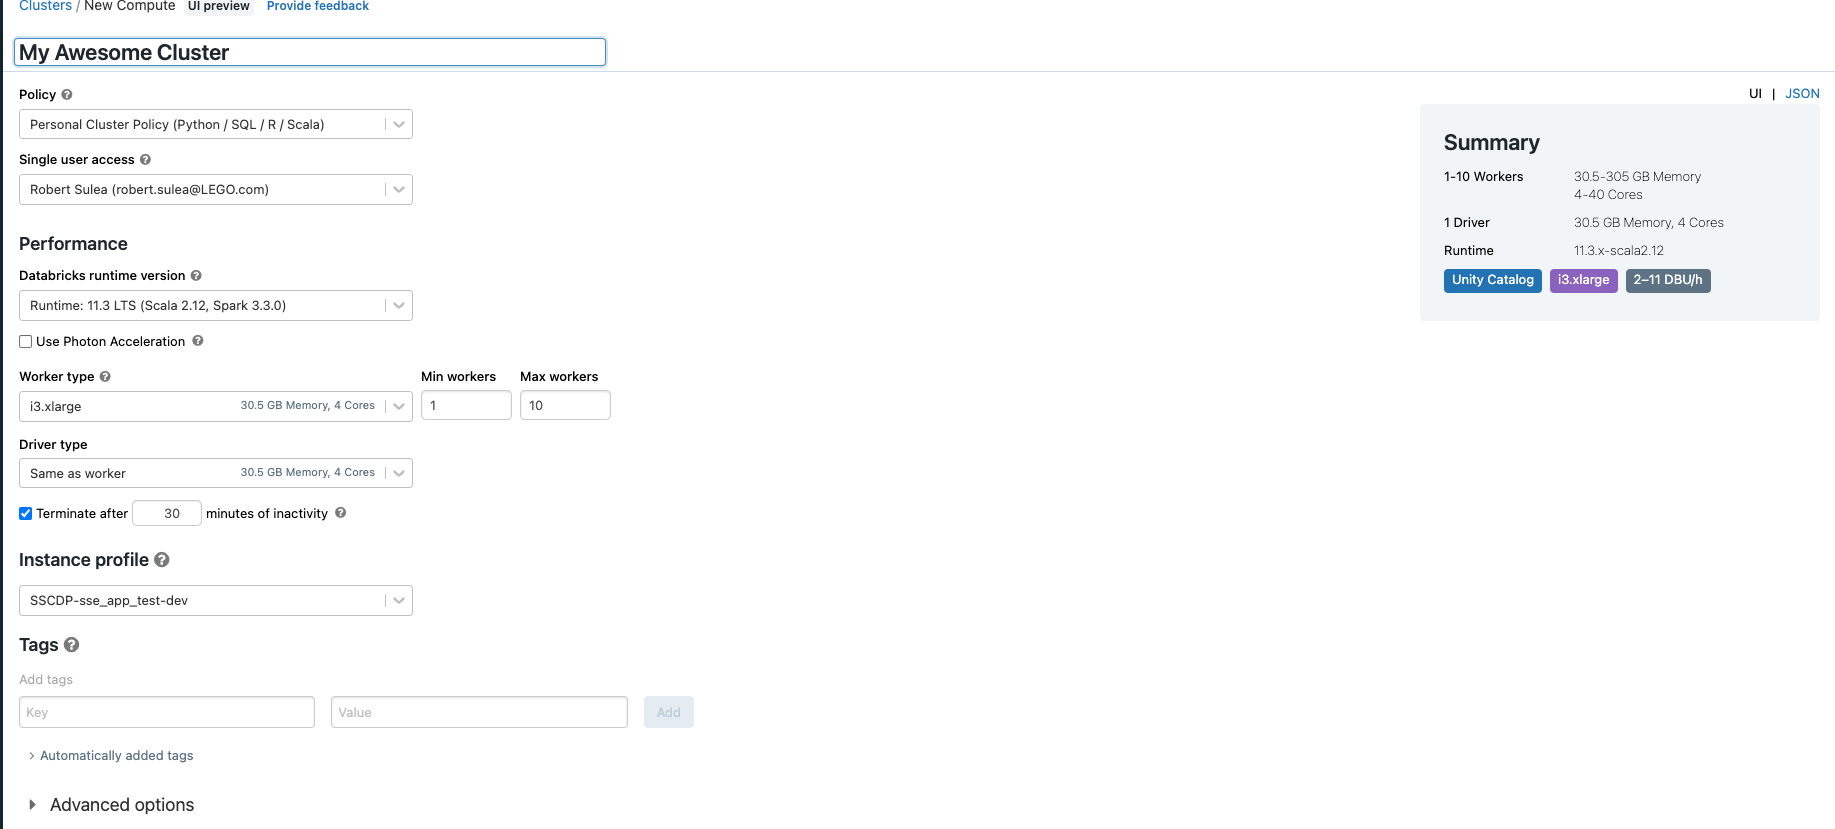 Clusters / New Compute UI preview Provide feedback
My Awesome Cluster
UI | JSON
Policy
Personal Cluster Policy (Python / SQL / R / Scala)
Single user access
Robert Sulea (robert.sulea@LEGO.com)
Performance
Databricks runtime version
Runtime: 11.3 LTS (Scala 2.12, Spark 3.3.0)
Use Photon Acceleration
Worker type Min workers Max workers
i3.xlarge 30.5 GB Memory, 4 Cores 1 10
Driver type
Same as worker 30.5 GB Memory, 4 Cores
Terminate after 30 minutes of inactivity
Instance profile
SSCDP-sse_app_test-dev
Tags
Add tags
Key Value Add
Automatically added tags
Advanced options
Summary
1-10 Workers 30.5-305 GB Memory
4-40 Cores
1 Driver 30.5 GB Memory, 4 Cores
Runtime 11.3.x-scala2.12
Unity Catalog i3.xlarge 2–11 DBU/h